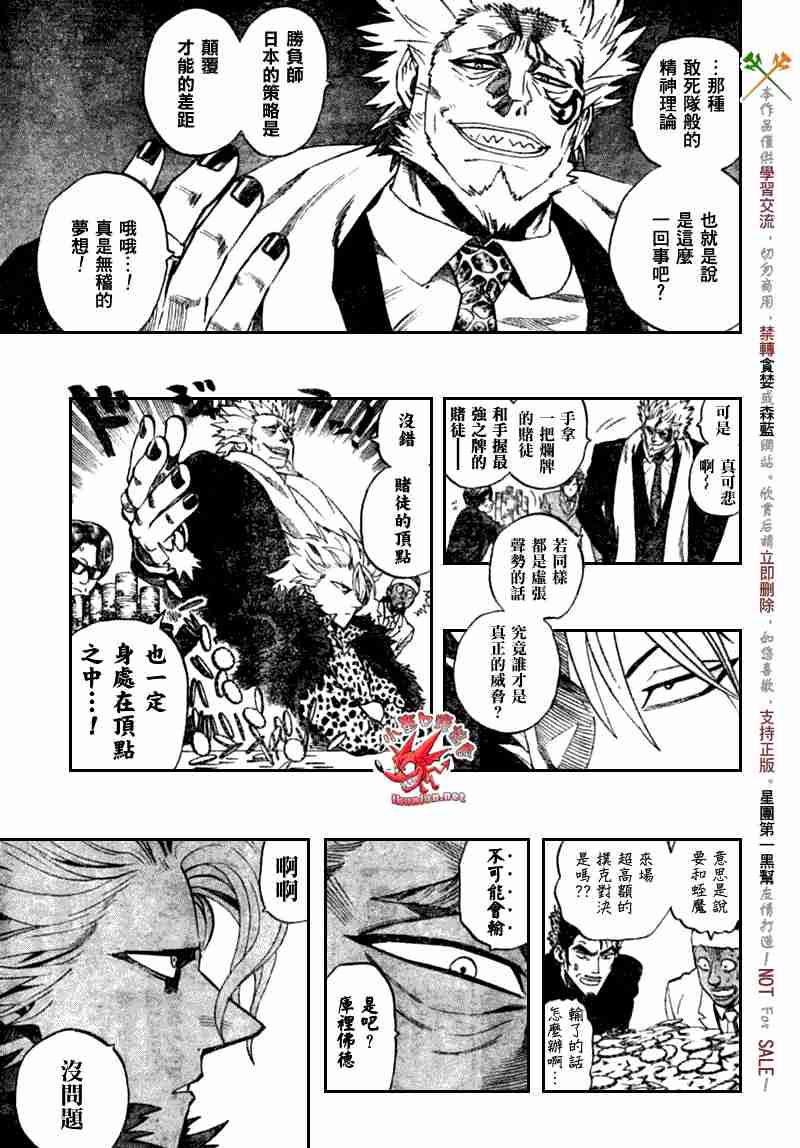 …那種
敢死隊般的
精神理論
也就是說
是這麼
一回事吧？
勝負師
日本的策略是
顛覆
才能的差距
哦哦…！
真是無稽的
夢想！
可是
真可悲
啊～
手拿
一把爛牌
的賭徒
和手握最
強之牌的
賭徒──
若同樣
都是虛張
聲勢的話
究竟誰才是
真正的威脅？
ドジャ
沒錯
賭徒的頂點
也一定
身處在頂點
之中…！
意思是說
要和蛭魔
來場
超高額的
撲克對決
是嗎??
輸了的話
怎麼辦啊…
不可能會輸
是吧？
庫裡佛德
啊啊
沒問題
本作品僅供學習交流，切勿商用，禁轉貪婪或森藍網站。欣賞后請立即刪除，如您喜歡，支持正版。星團第一黑幫友情打造—NOT For SALE—